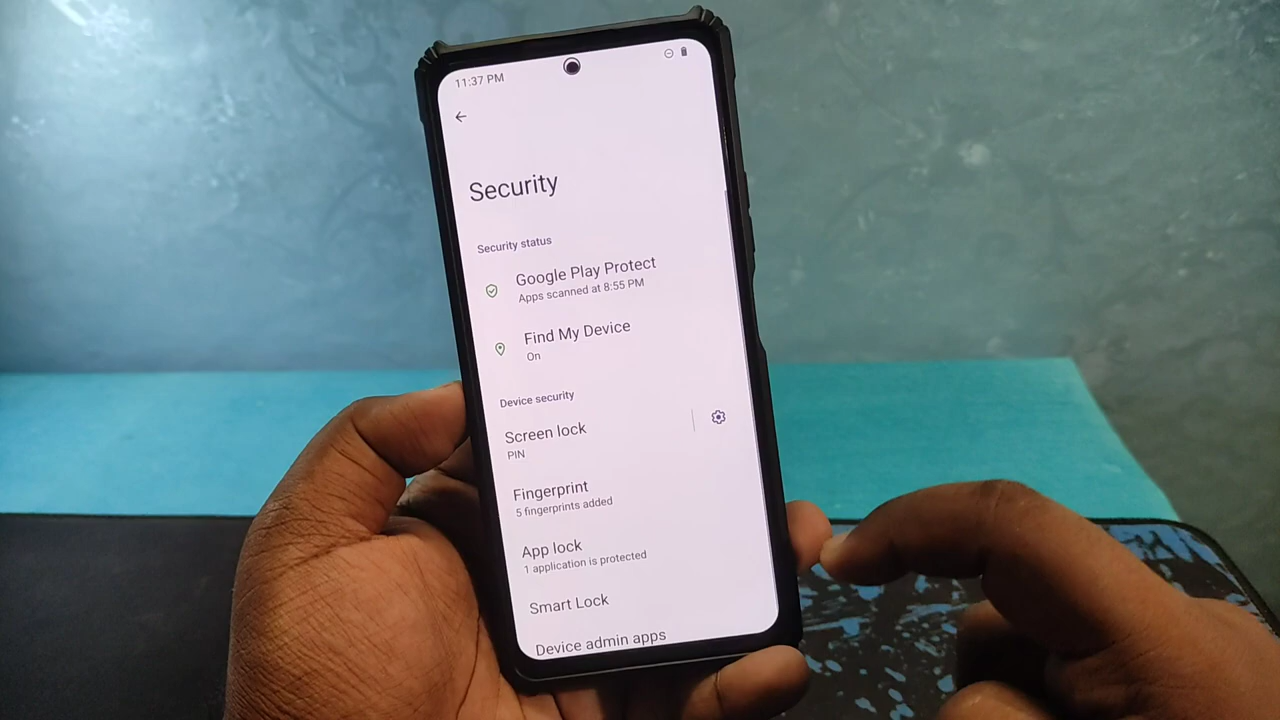 11:37 PM
Security
Security status
Google Play Protect
Apps scanned at 8:55 PM
Find My Device
On
Device security
Screen lock
PIN
Fingerprint
5 fingerprints added
App lock
1 application is protected
Smart Lock
Device admin apps